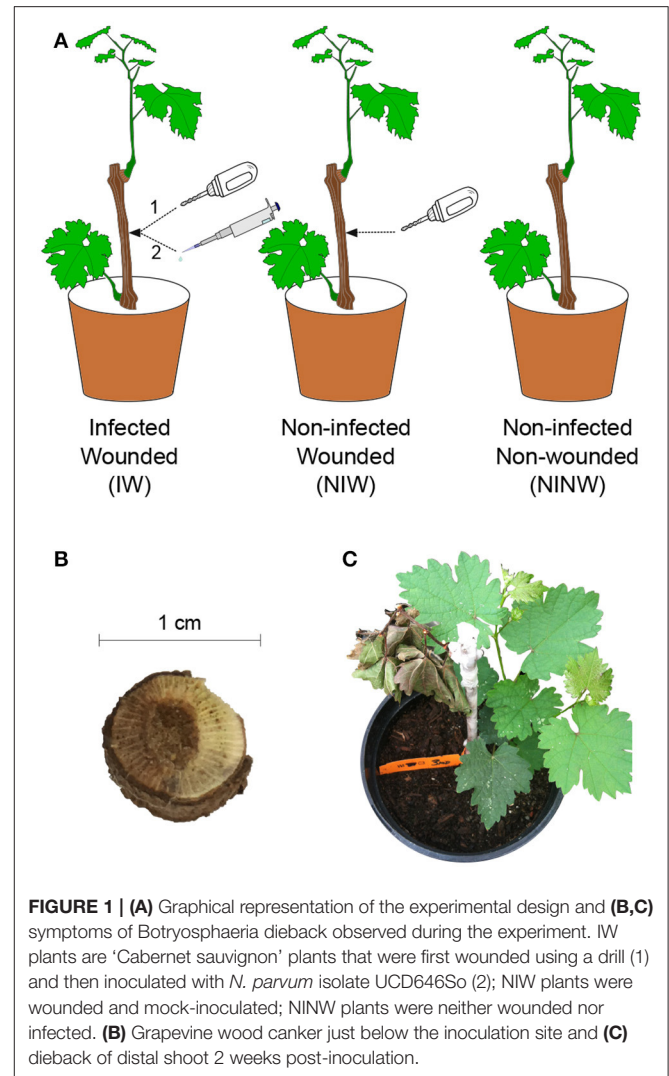 A
1
2
Infected
Wounded
(IW)
Non-infected
Wounded
(NIW)
Non-infected
Non-wounded
(NINW)
B
1 cm
C
FIGURE 1 | (A) Graphical representation of the experimental design and (B,C)
symptoms of Botryosphaeria dieback observed during the experiment. IW
plants are ‘Cabernet sauvignon’ plants that were first wounded using a drill (1)
and then inoculated with N. parvum isolate UCD646So (2); NIW plants were
wounded and mock-inoculated; NINW plants were neither wounded nor
infected. (B) Grapevine wood canker just below the inoculation site and (C)
dieback of distal shoot 2 weeks post-inoculation.